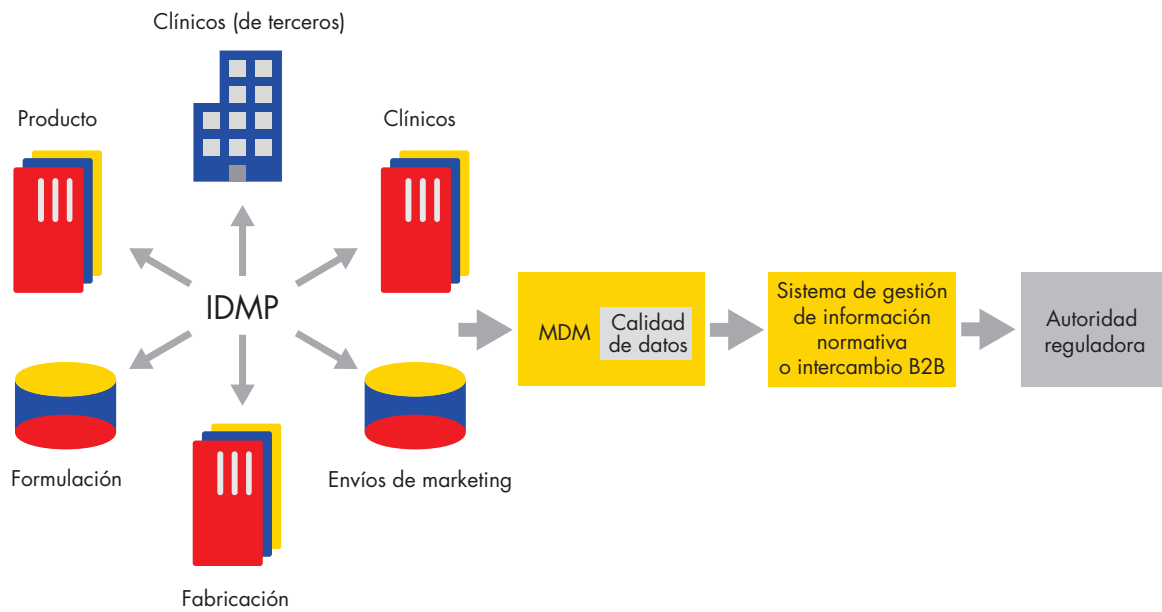 Clínicos (de terceros)
Producto
Clínicos
IDMP
Formulación
Envíos de marketing
Fabricación
MDM
Calidad
de datos
Sistema de gestión
de información
normativa
o intercambio B2B
Autoridad
reguladora